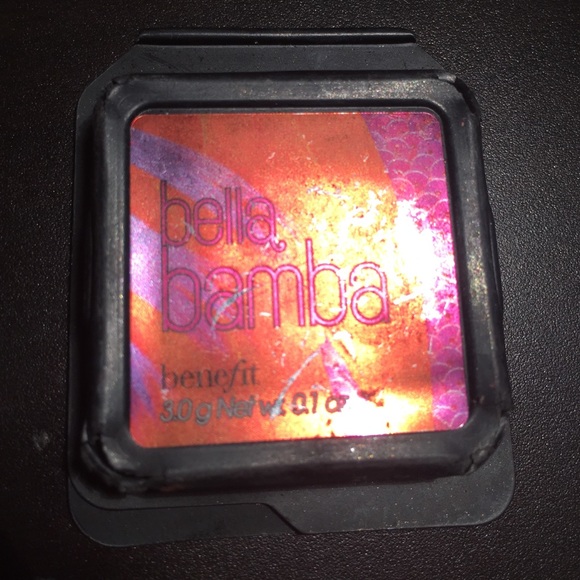 bella
bamba
benefit
3.0 g Net wt. 0.1 oz